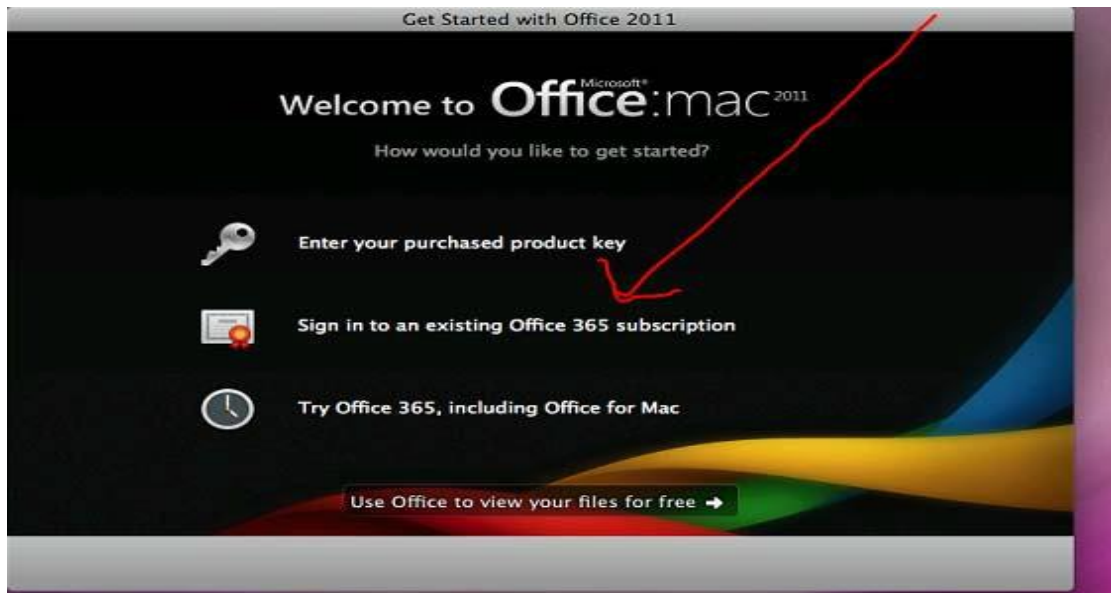 Get Started with Office 2011
Welcome to Microsoft® Office:mac 2011
How would you like to get started?
Enter your purchased product key
Sign in to an existing Office 365 subscription
Try Office 365, including Office for Mac
Use Office to view your files for free →